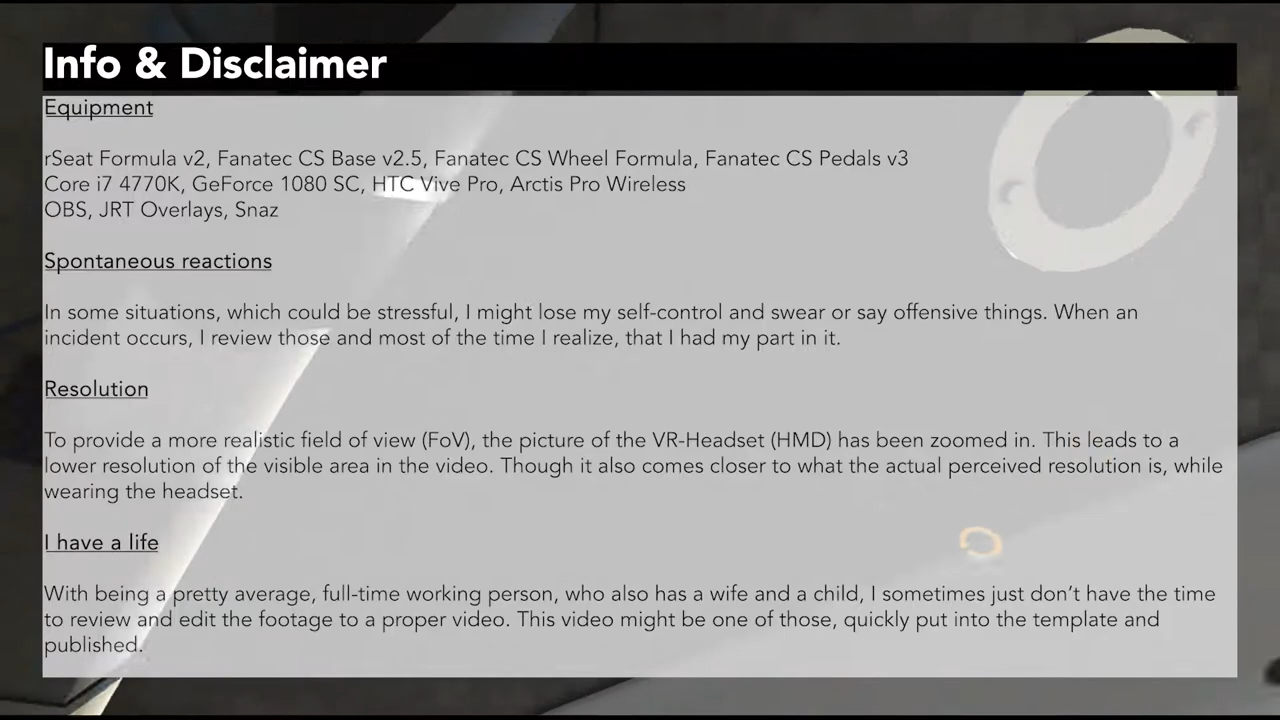 Info & Disclaimer
Equipment
rSeat Formula v2, Fanatec CS Base v2.5, Fanatec CS Wheel Formula, Fanatec CS Pedals v3
Core i7 4770K, GeForce 1080 SC, HTC Vive Pro, Arctis Pro Wireless
OBS, JRT Overlays, Snaz
Spontaneous reactions
In some situations, which could be stressful, I might lose my self-control and swear or say offensive things. When an
incident occurs, I review those and most of the time I realize, that I had my part in it.
Resolution
To provide a more realistic field of view (FoV), the picture of the VR-Headset (HMD) has been zoomed in. This leads to a
lower resolution of the visible area in the video. Though it also comes closer to what the actual perceived resolution is, while
wearing the headset.
I have a life
With being a pretty average, full-time working person, who also has a wife and a child, I sometimes just don’t have the time
to review and edit the footage to a proper video. This video might be one of those, quickly put into the template and
published.